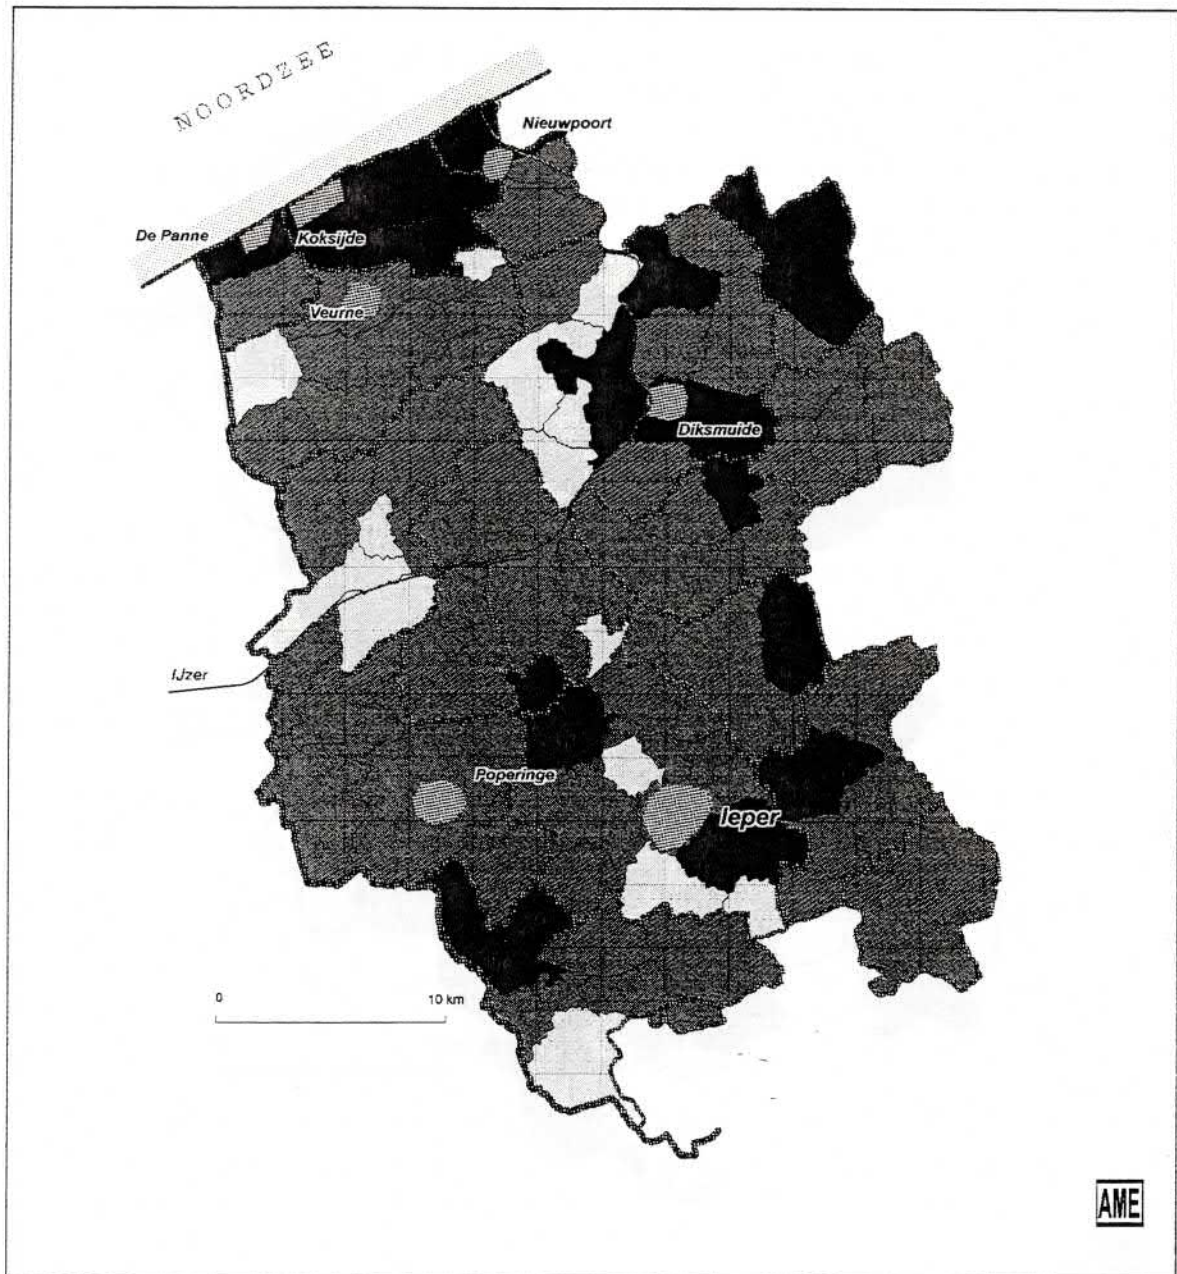 NOORDZEE
Nieuwpoort
De Panne
Koksijde
Veurne
Diksmuide
IJzer
Poperinge
Ieper
0 10 km
AME